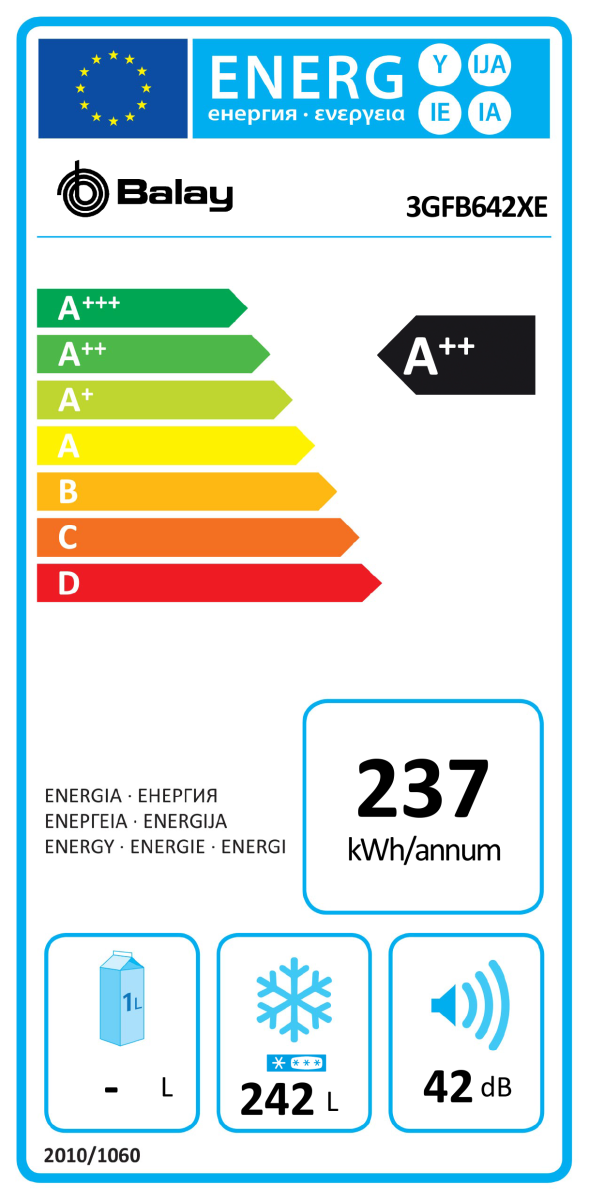 ENERG Y IJA
енергия · ενεργεια IE IA
Balay 3GFB642XE
A+++
A++
A++
A+
A
B
C
D
237
kWh/annum
ENERGIA · ЕНЕРГИЯ
ΕΝΕΡΓΕΙΑ · ENERGIJA
ENERGY · ENERGIE · ENERGI
1L
- L
242 L
42 dB
2010/1060